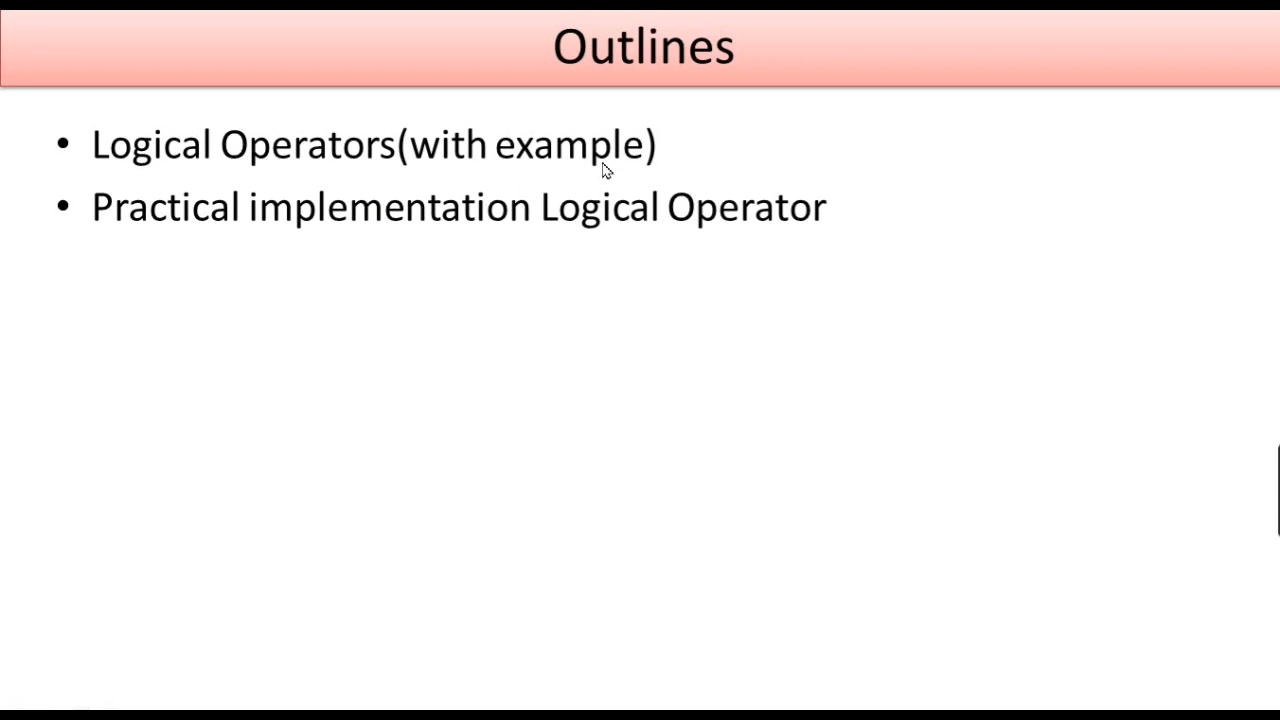 Outlines
• Logical Operators(with example)
• Practical implementation Logical Operator